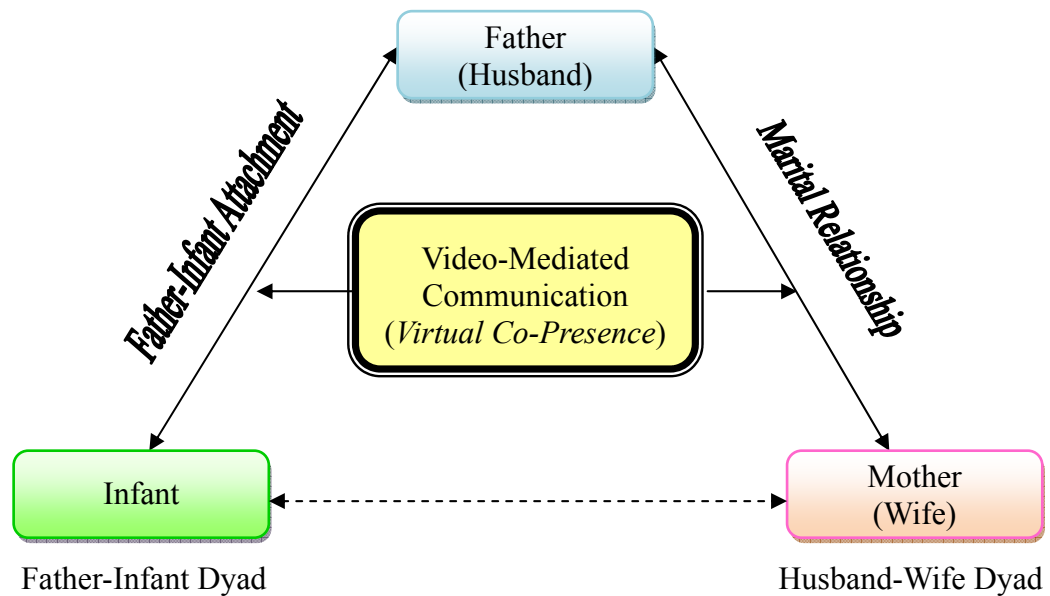 Father
(Husband)
Father-Infant Attachment
Marital Relationship
Video-Mediated
Communication
(Virtual Co-Presence)
Infant
Mother
(Wife)
Father-Infant Dyad
Husband-Wife Dyad